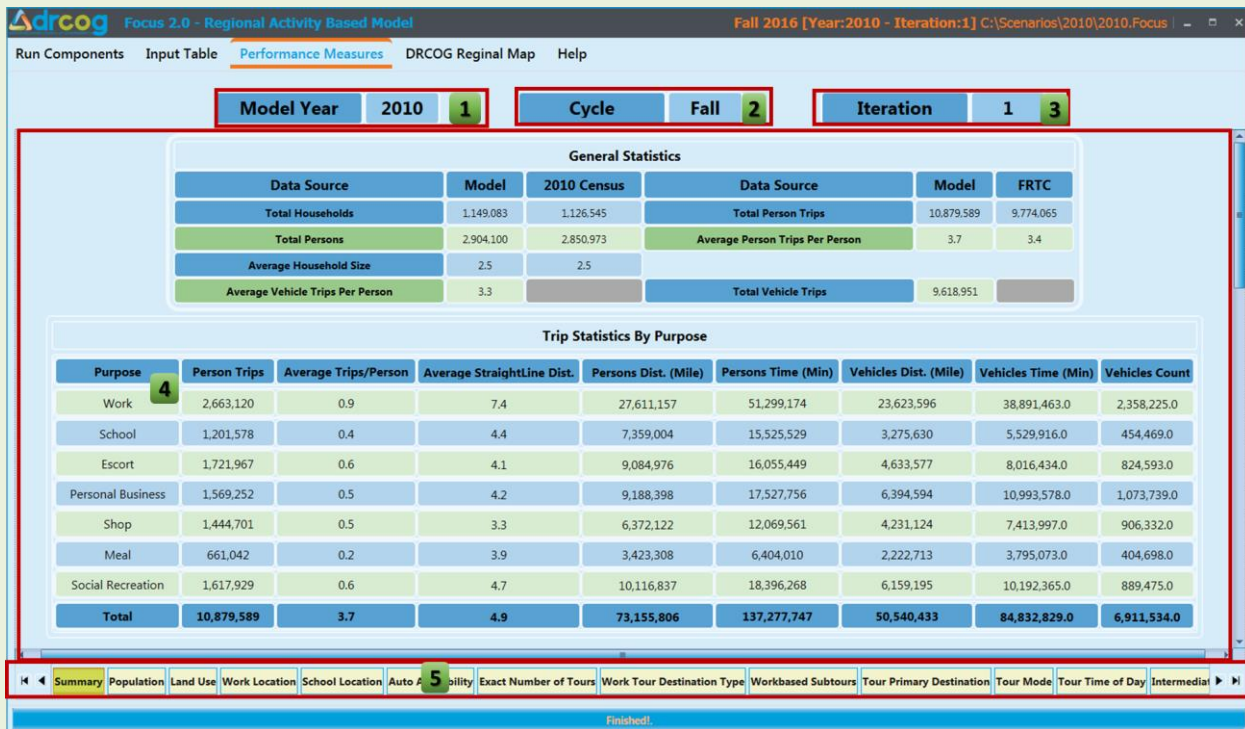 drcog Focus 2.0 - Regional Activity Based Model Fall 2016 [Year:2010 - Iteration:1] C:\Scenarios\2010\2010.Focus
Run Components Input Table Performance Measures DRCOG Reginal Map Help
Model Year 2010 1 Cycle Fall 2 Iteration 1 3
General Statistics
Data Source Model 2010 Census Data Source Model FRTC
Total Households 1,149,083 1,126,545 Total Person Trips 10,879,589 9,774,065
Total Persons 2,904,100 2,850,973 Average Person Trips Per Person 3.7 3.4
Average Household Size 2.5 2.5
Average Vehicle Trips Per Person 3.3 Total Vehicle Trips 9,618,951
Trip Statistics By Purpose
Purpose Person Trips Average Trips/Person Average StraightLine Dist. Persons Dist. (Mile) Persons Time (Min) Vehicles Dist. (Mile) Vehicles Time (Min) Vehicles Count
4
Work 2,663,120 0.9 7.4 27,611,157 51,299,174 23,623,596 38,891,463.0 2,358,225.0
School 1,201,578 0.4 4.4 7,359,004 15,525,529 3,275,630 5,529,916.0 454,469.0
Escort 1,721,967 0.6 4.1 9,084,976 16,055,449 4,633,577 8,016,434.0 824,593.0
Personal Business 1,569,252 0.5 4.2 9,188,398 17,527,756 6,394,594 10,993,578.0 1,073,739.0
Shop 1,444,701 0.5 3.3 6,372,122 12,069,561 4,231,124 7,413,997.0 906,332.0
Meal 661,042 0.2 3.9 3,423,308 6,404,010 2,222,713 3,795,073.0 404,698.0
Social Recreation 1,617,929 0.6 4.7 10,116,837 18,396,268 6,159,195 10,192,365.0 889,475.0
Total 10,879,589 3.7 4.9 73,155,806 137,277,747 50,540,433 84,832,829.0 6,911,534.0
Summary Population Land Use Work Location School Location Auto A 5 bility Exact Number of Tours Work Tour Destination Type Workbased Subtours Tour Primary Destination Tour Mode Tour Time of Day Intermediat
Finished!.